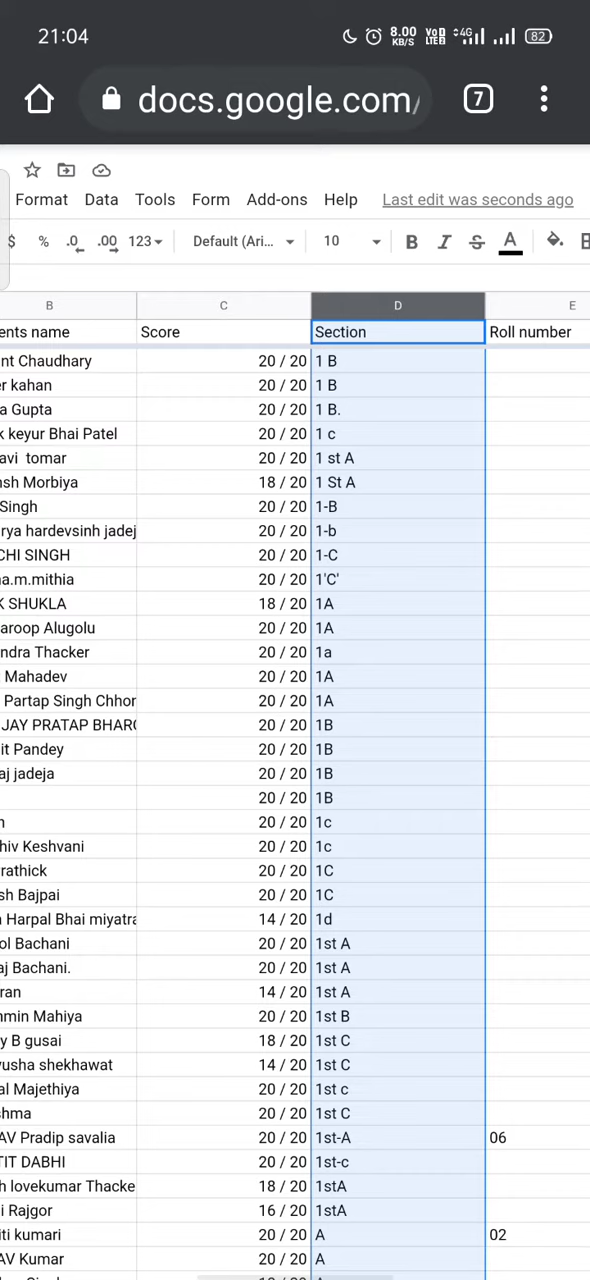 21:04 8.00 KB/S Vo LTE 2 4G 82
docs.google.com/ 7
Format Data Tools Form Add-ons Help Last edit was seconds ago
$ % .0 .00 123 Default (Ari... 10 B I S A
B C D E
ents name Score Section Roll number
nt Chaudhary 20 / 20 1 B
er kahan 20 / 20 1 B
a Gupta 20 / 20 1 B.
k keyur Bhai Patel 20 / 20 1 c
avi tomar 20 / 20 1 st A
nsh Morbiya 18 / 20 1 St A
Singh 20 / 20 1-B
rya hardevsinh jadej 20 / 20 1-b
CHI SINGH 20 / 20 1-C
na.m.mithia 20 / 20 1'C'
K SHUKLA 18 / 20 1A
aroop Alugolu 20 / 20 1A
ndra Thacker 20 / 20 1a
Mahadev 20 / 20 1A
Partap Singh Chhor 20 / 20 1A
JAY PRATAP BHARG 20 / 20 1B
it Pandey 20 / 20 1B
aj jadeja 20 / 20 1B
20 / 20 1B
n 20 / 20 1c
hiv Keshvani 20 / 20 1c
rathick 20 / 20 1C
sh Bajpai 20 / 20 1C
n Harpal Bhai miyatra 14 / 20 1d
ol Bachani 20 / 20 1st A
aj Bachani. 20 / 20 1st A
ran 14 / 20 1st A
nmin Mahiya 20 / 20 1st B
y B gusai 18 / 20 1st C
yusha shekhawat 14 / 20 1st C
al Majethiya 20 / 20 1st c
shma 20 / 20 1st C
AV Pradip savalia 20 / 20 1st-A 06
TIT DABHI 20 / 20 1st-c
h lovekumar Thacke 18 / 20 1stA
i Rajgor 16 / 20 1stA
iti kumari 20 / 20 A 02
AV Kumar 20 / 20 A